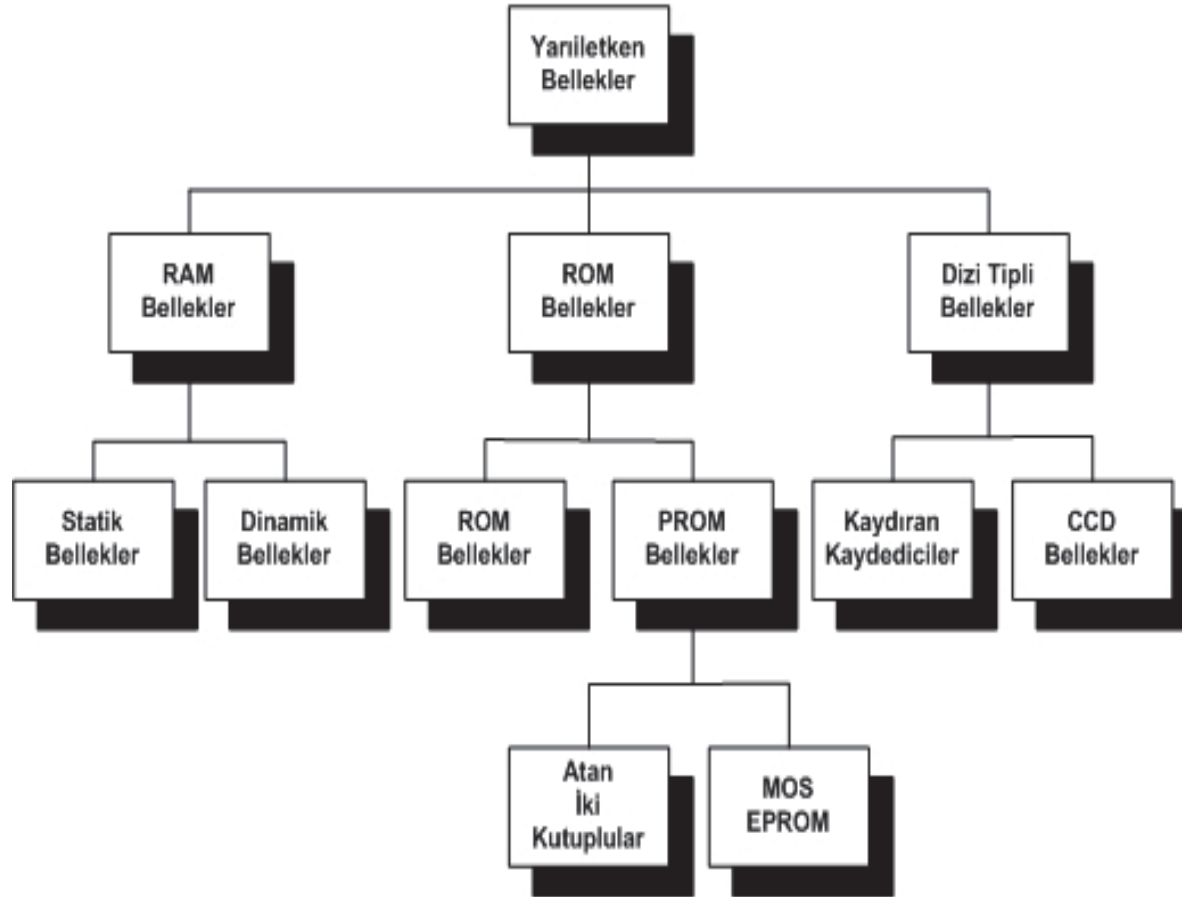 Yarıiletken
Bellekler
RAM
Bellekler
ROM
Bellekler
Dizi Tipli
Bellekler
Statik
Bellekler
Dinamik
Bellekler
ROM
Bellekler
PROM
Bellekler
Kaydıran
Kaydediciler
CCD
Bellekler
Atan
İki
Kutuplular
MOS
EPROM